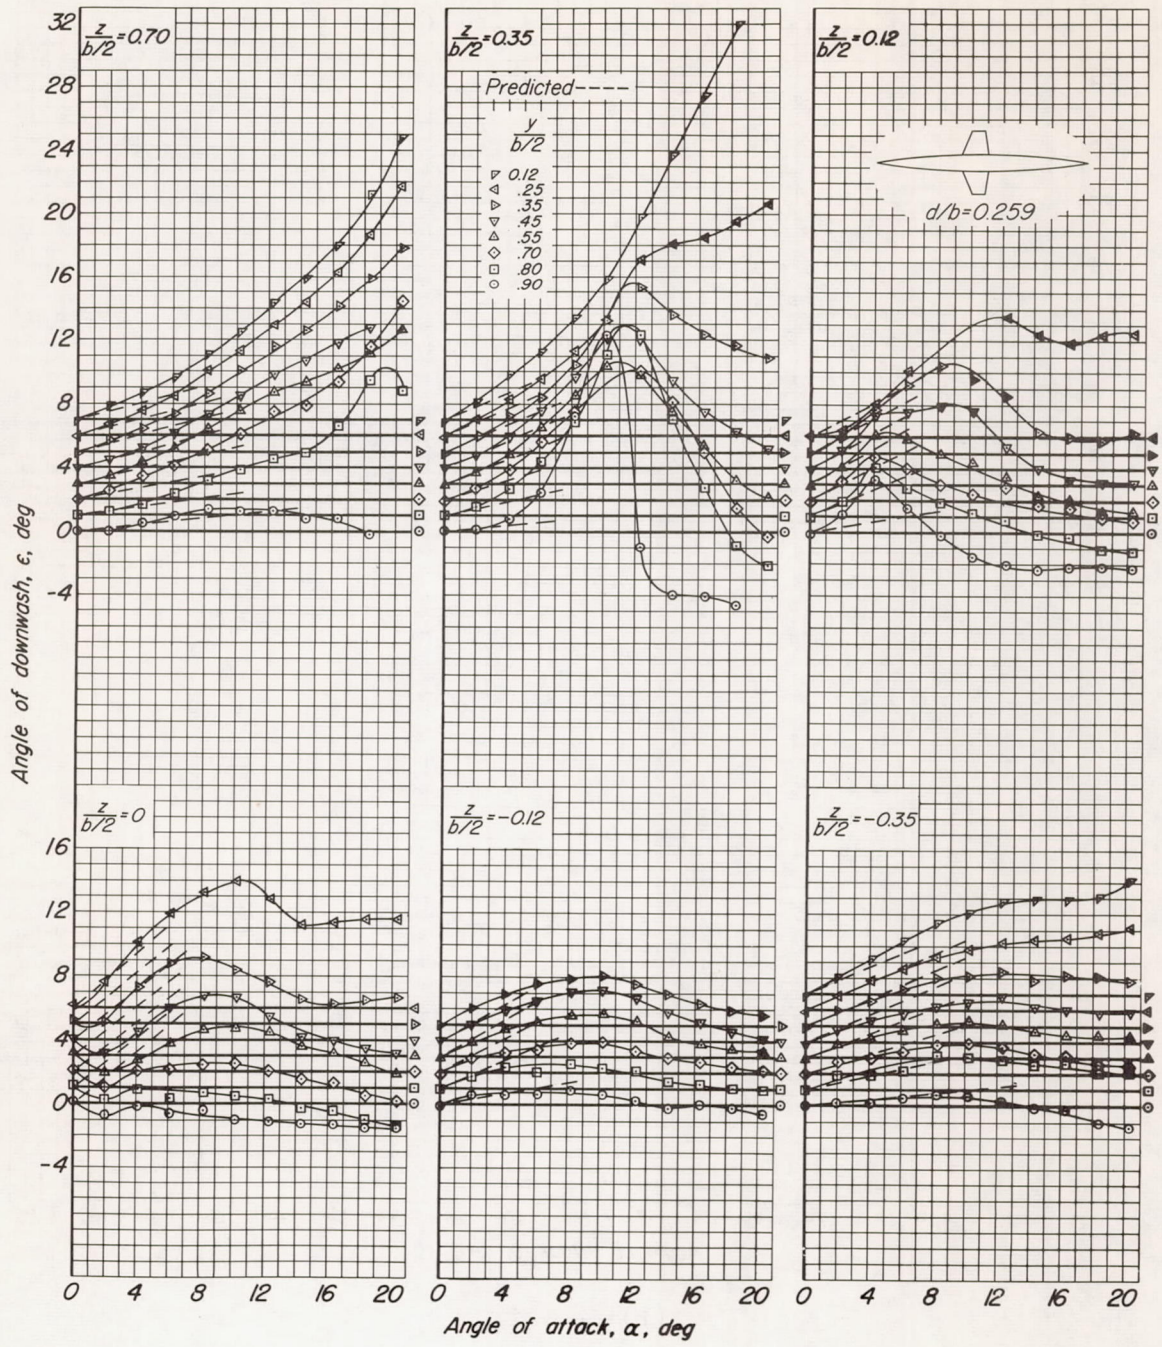 z/(b/2)=0.70
z/(b/2)=0.35
z/(b/2)=0.12
32
28
24
20
16
12
8
4
0
-4
Predicted----
y/(b/2)
0.12
.25
.35
.45
.55
.70
.80
.90
d/b=0.259
Angle of downwash, ε, deg
z/(b/2)=0
z/(b/2)=-0.12
z/(b/2)=-0.35
16
12
8
4
0
-4
0 4 8 12 16 20
0 4 8 12 16 20
0 4 8 12 16 20
Angle of attack, α, deg